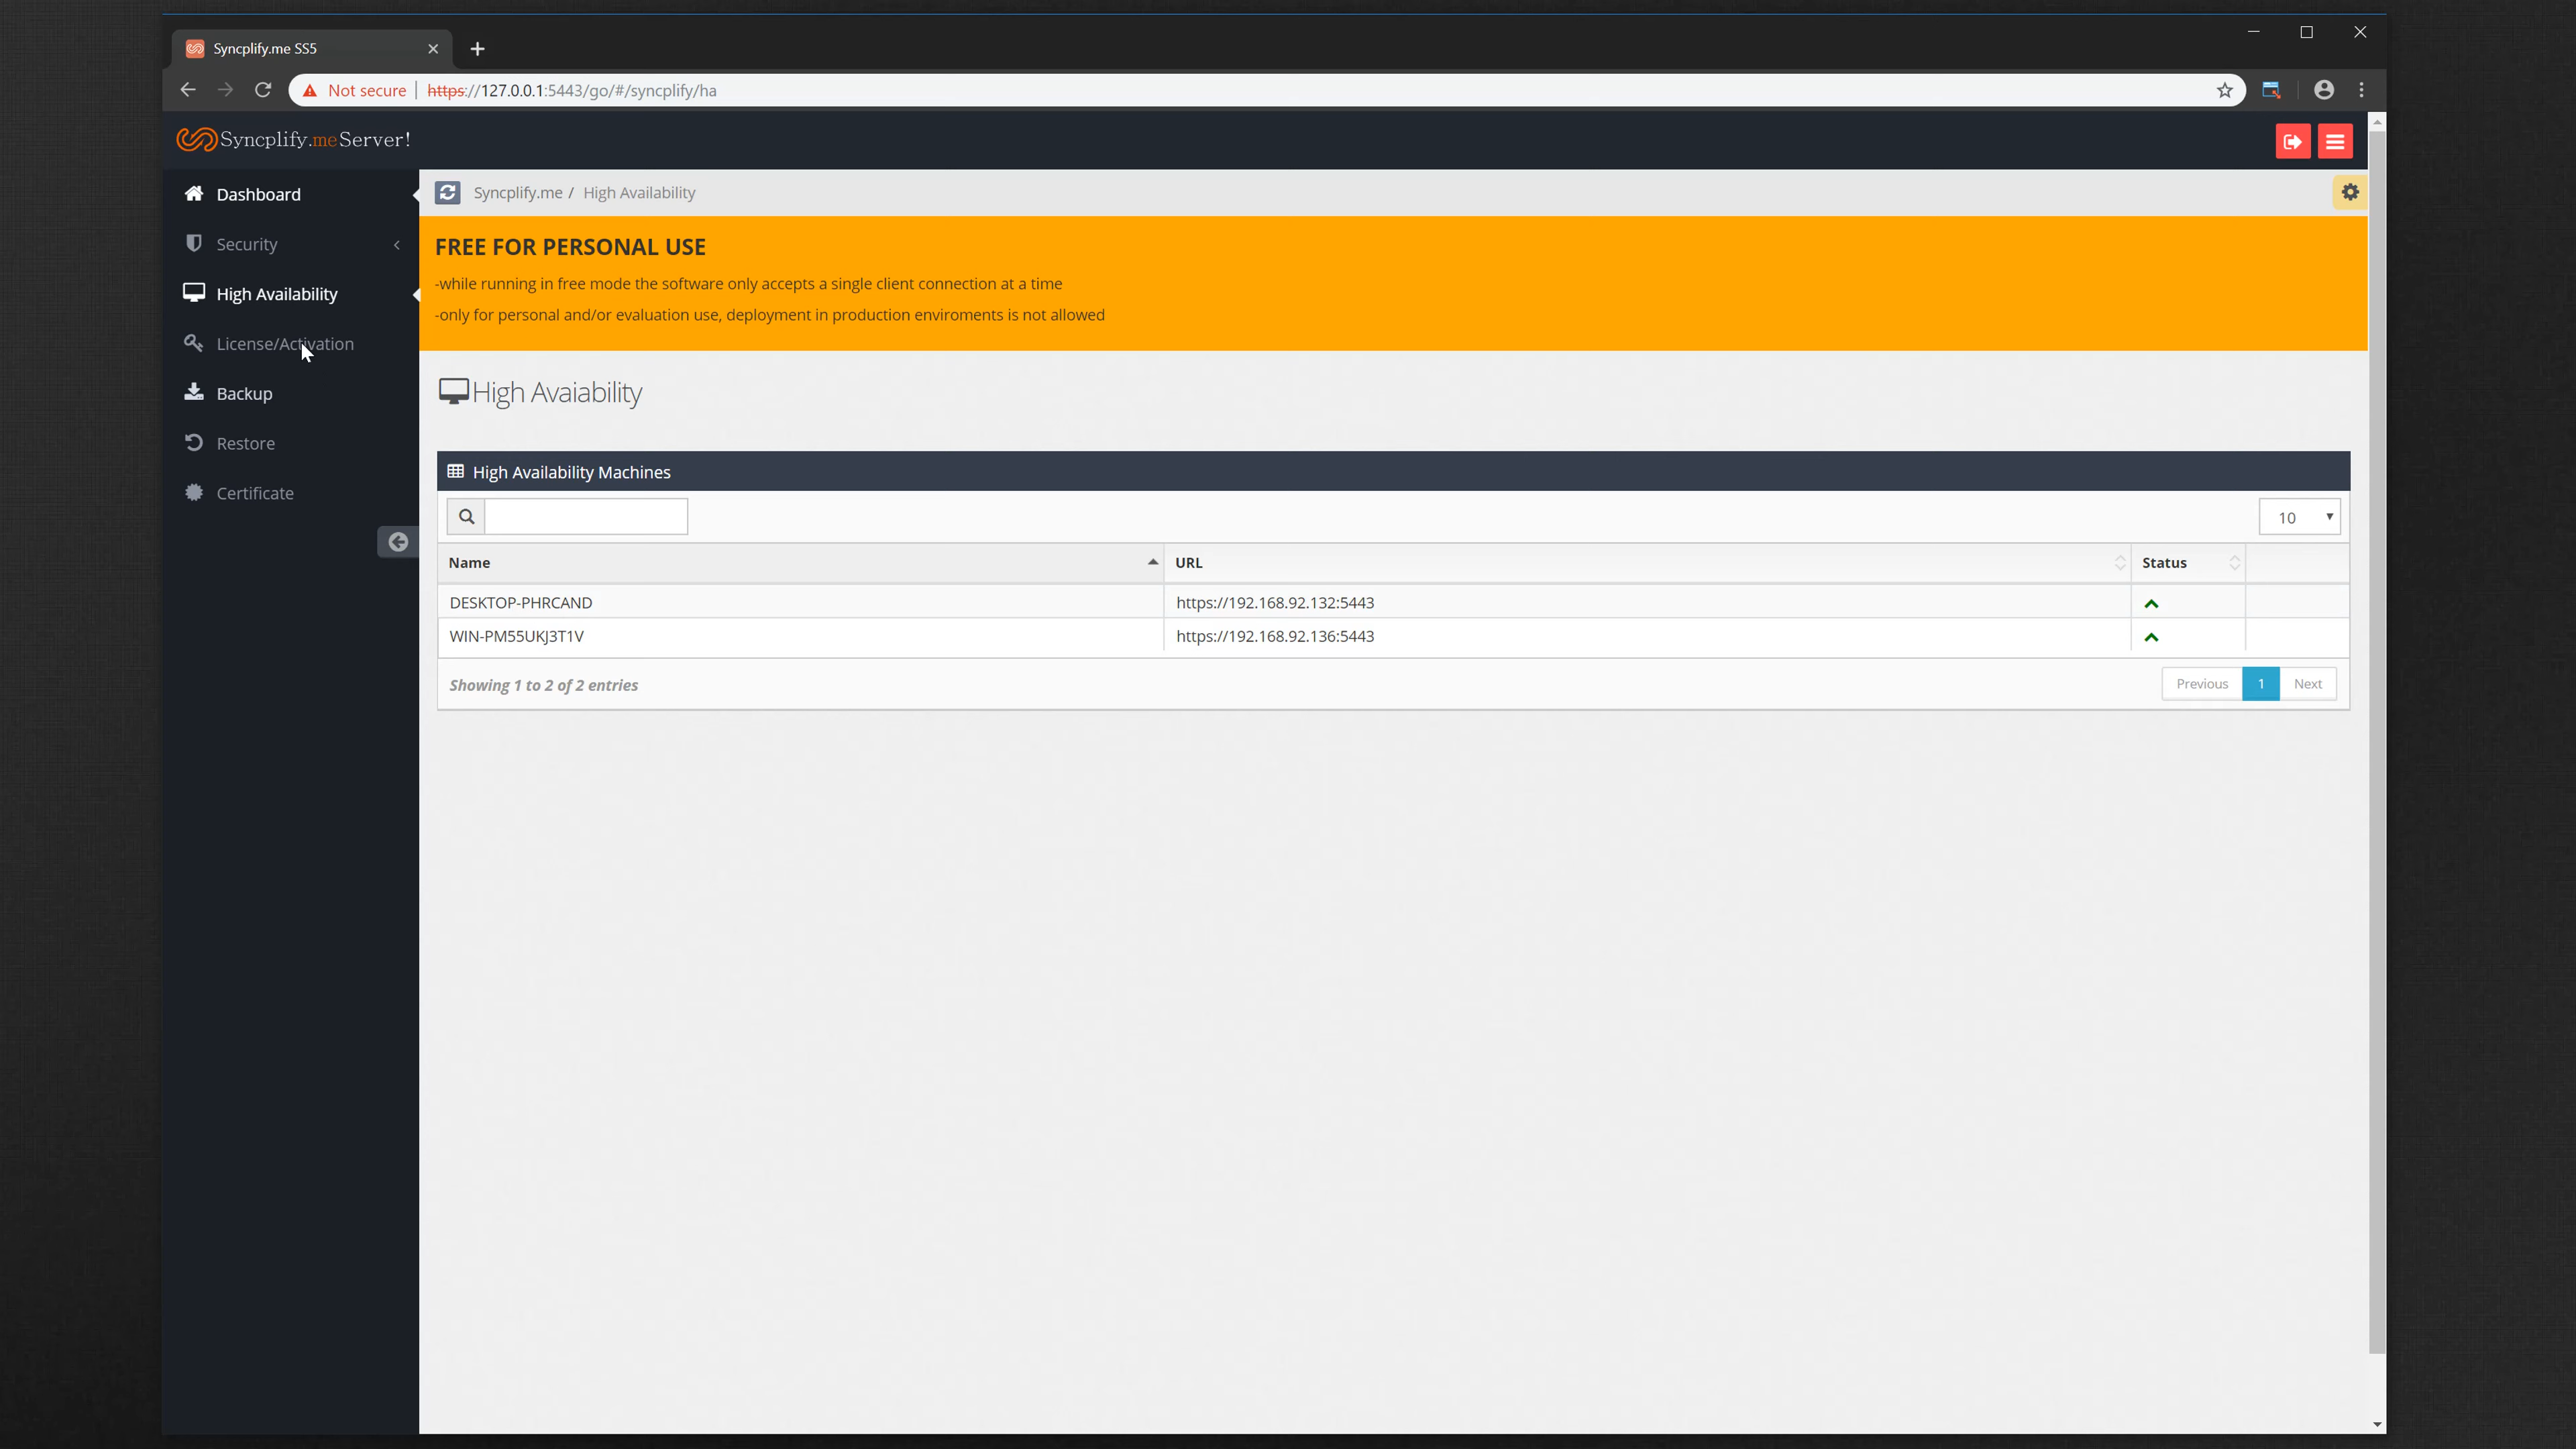 Syncplify.me SS5
Not secure https://127.0.0.1:5443/go/#/syncplify/ha
Syncplify.meServer!
Dashboard
Security
High Availability
License/Activation
Backup
Restore
Certificate
Syncplify.me / High Availability
FREE FOR PERSONAL USE
-while running in free mode the software only accepts a single client connection at a time
-only for personal and/or evaluation use, deployment in production enviroments is not allowed
High Avaiability
High Availability Machines
10
Name URL Status
DESKTOP-PHRCAND https://192.168.92.132:5443
WIN-PM55UKJ3T1V https://192.168.92.136:5443
Showing 1 to 2 of 2 entries
Previous 1 Next